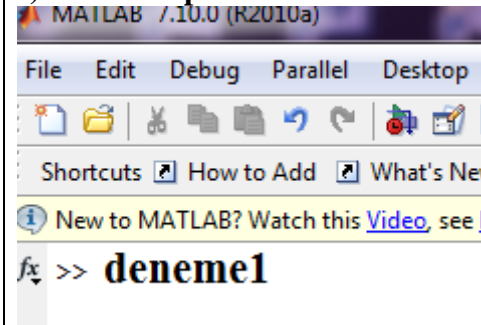 MATLAB 7.10.0 (R2010a)
File Edit Debug Parallel Desktop
Shortcuts How to Add What's Ne
New to MATLAB? Watch this Video, see
fx >> deneme1